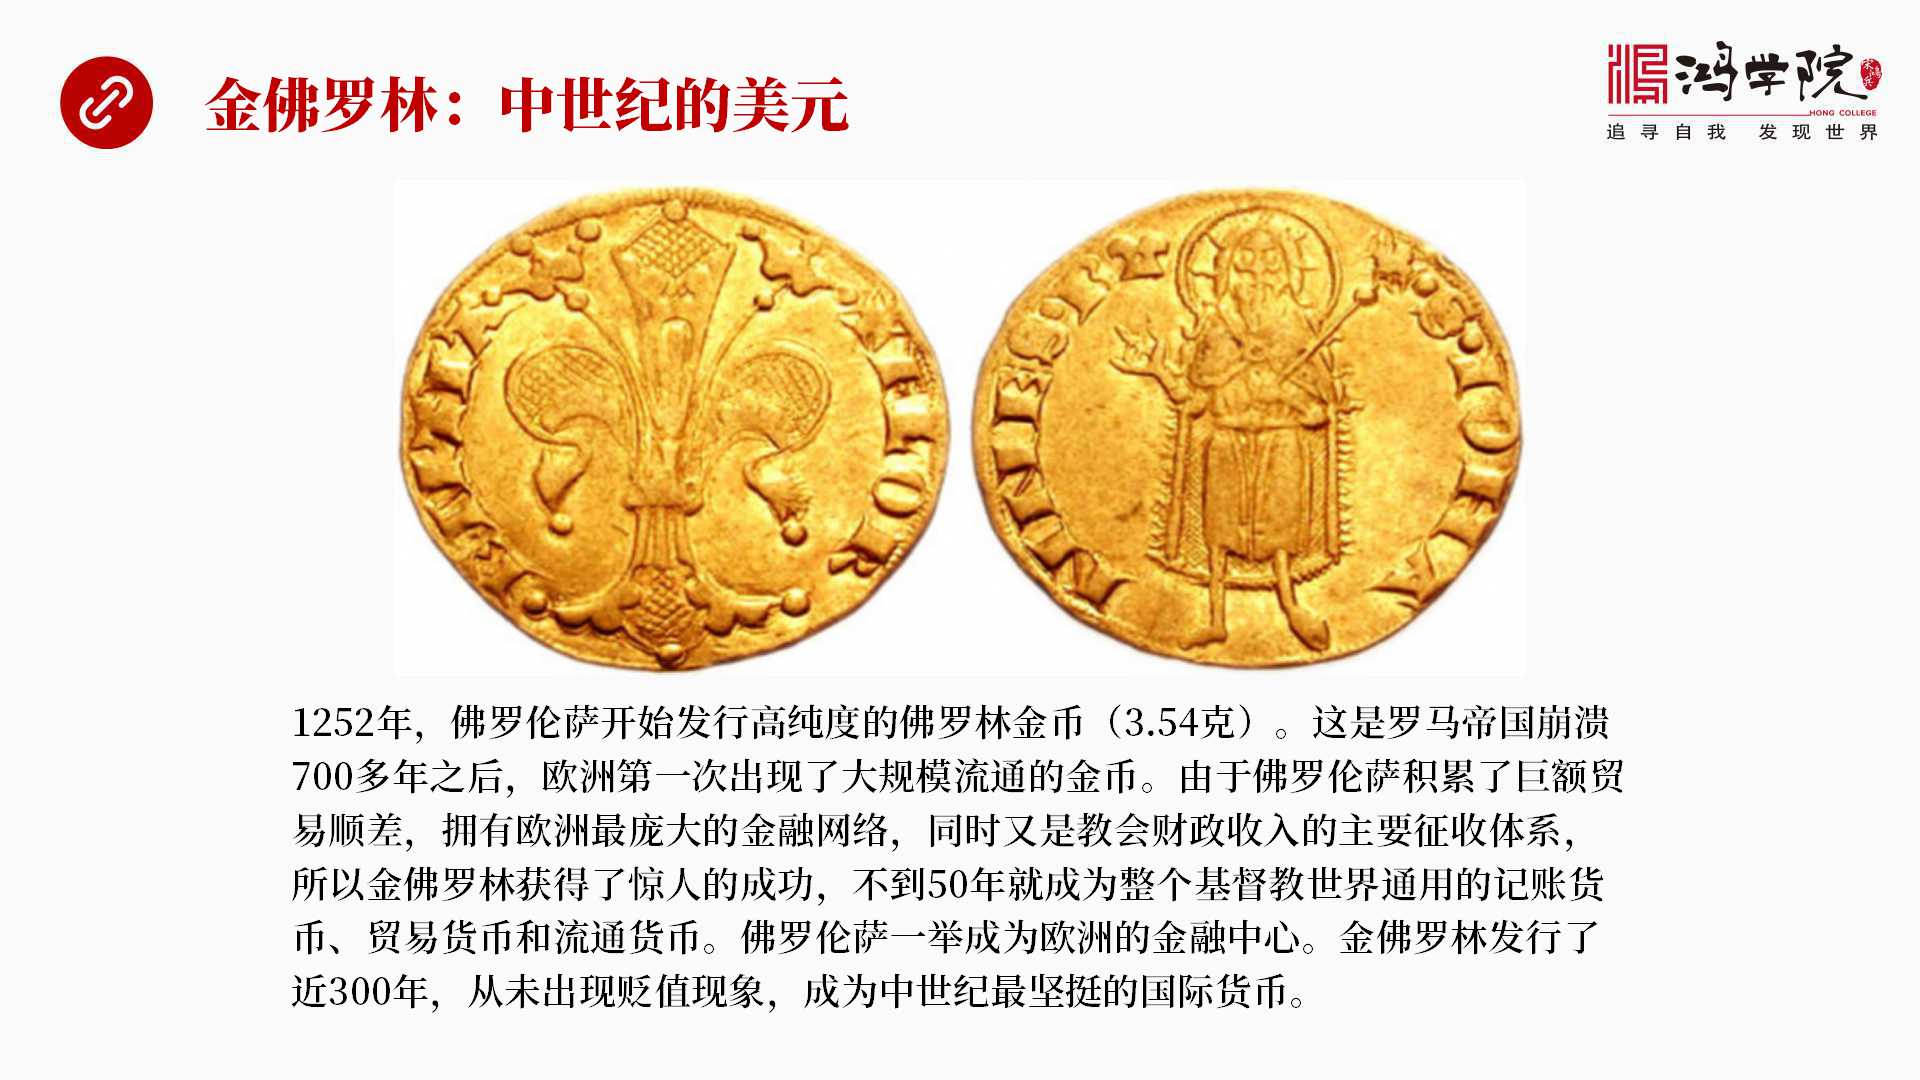 金佛罗林：中世纪的美元
鸿学院
HONG COLLEGE
追寻自我 发现世界
1252年，佛罗伦萨开始发行高纯度的佛罗林金币（3.54克）。这是罗马帝国崩溃
700多年之后，欧洲第一次出现了大规模流通的金币。由于佛罗伦萨积累了巨额贸
易顺差，拥有欧洲最庞大的金融网络，同时又是教会财政收入的主要征收体系，
所以金佛罗林获得了惊人的成功，不到50年就成为整个基督教世界通用的记账货
币、贸易货币和流通货币。佛罗伦萨一举成为欧洲的金融中心。金佛罗林发行了
近300年，从未出现贬值现象，成为中世纪最坚挺的国际货币。